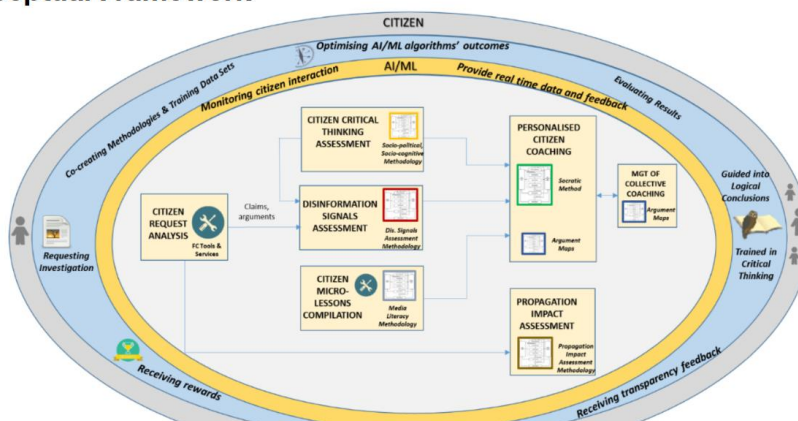 CITIZEN
Optimising AI/ML algorithms' outcomes
AI/ML
Co-creating Methodologies & Training Data Sets
Monitoring citizen interaction
Provide real time data and feedback
Evaluating Results
CITIZEN CRITICAL
THINKING
ASSESSMENT
Socio-political,
Socio-cognitive
Methodology
PERSONALISED
CITIZEN
COACHING
Socratic
Method
Argument
Maps
MGT OF
COLLECTIVE
COACHING
Argument
Maps
Guided into
Logical
Conclusions
Trained in
Critical
Thinking
CITIZEN
REQUEST
ANALYSIS
FC Tools &
Services
Claims,
arguments
DISINFORMATION
SIGNALS
ASSESSMENT
Dis. Signals
Assessment
Methodology
Requesting
Investigation
CITIZEN
MICRO-
LESSONS
COMPILATION
Media
Literacy
Methodology
PROPAGATION
IMPACT
ASSESSMENT
Propagation
Impact
Assessment
Methodology
Receiving rewards
Receiving transparency feedback